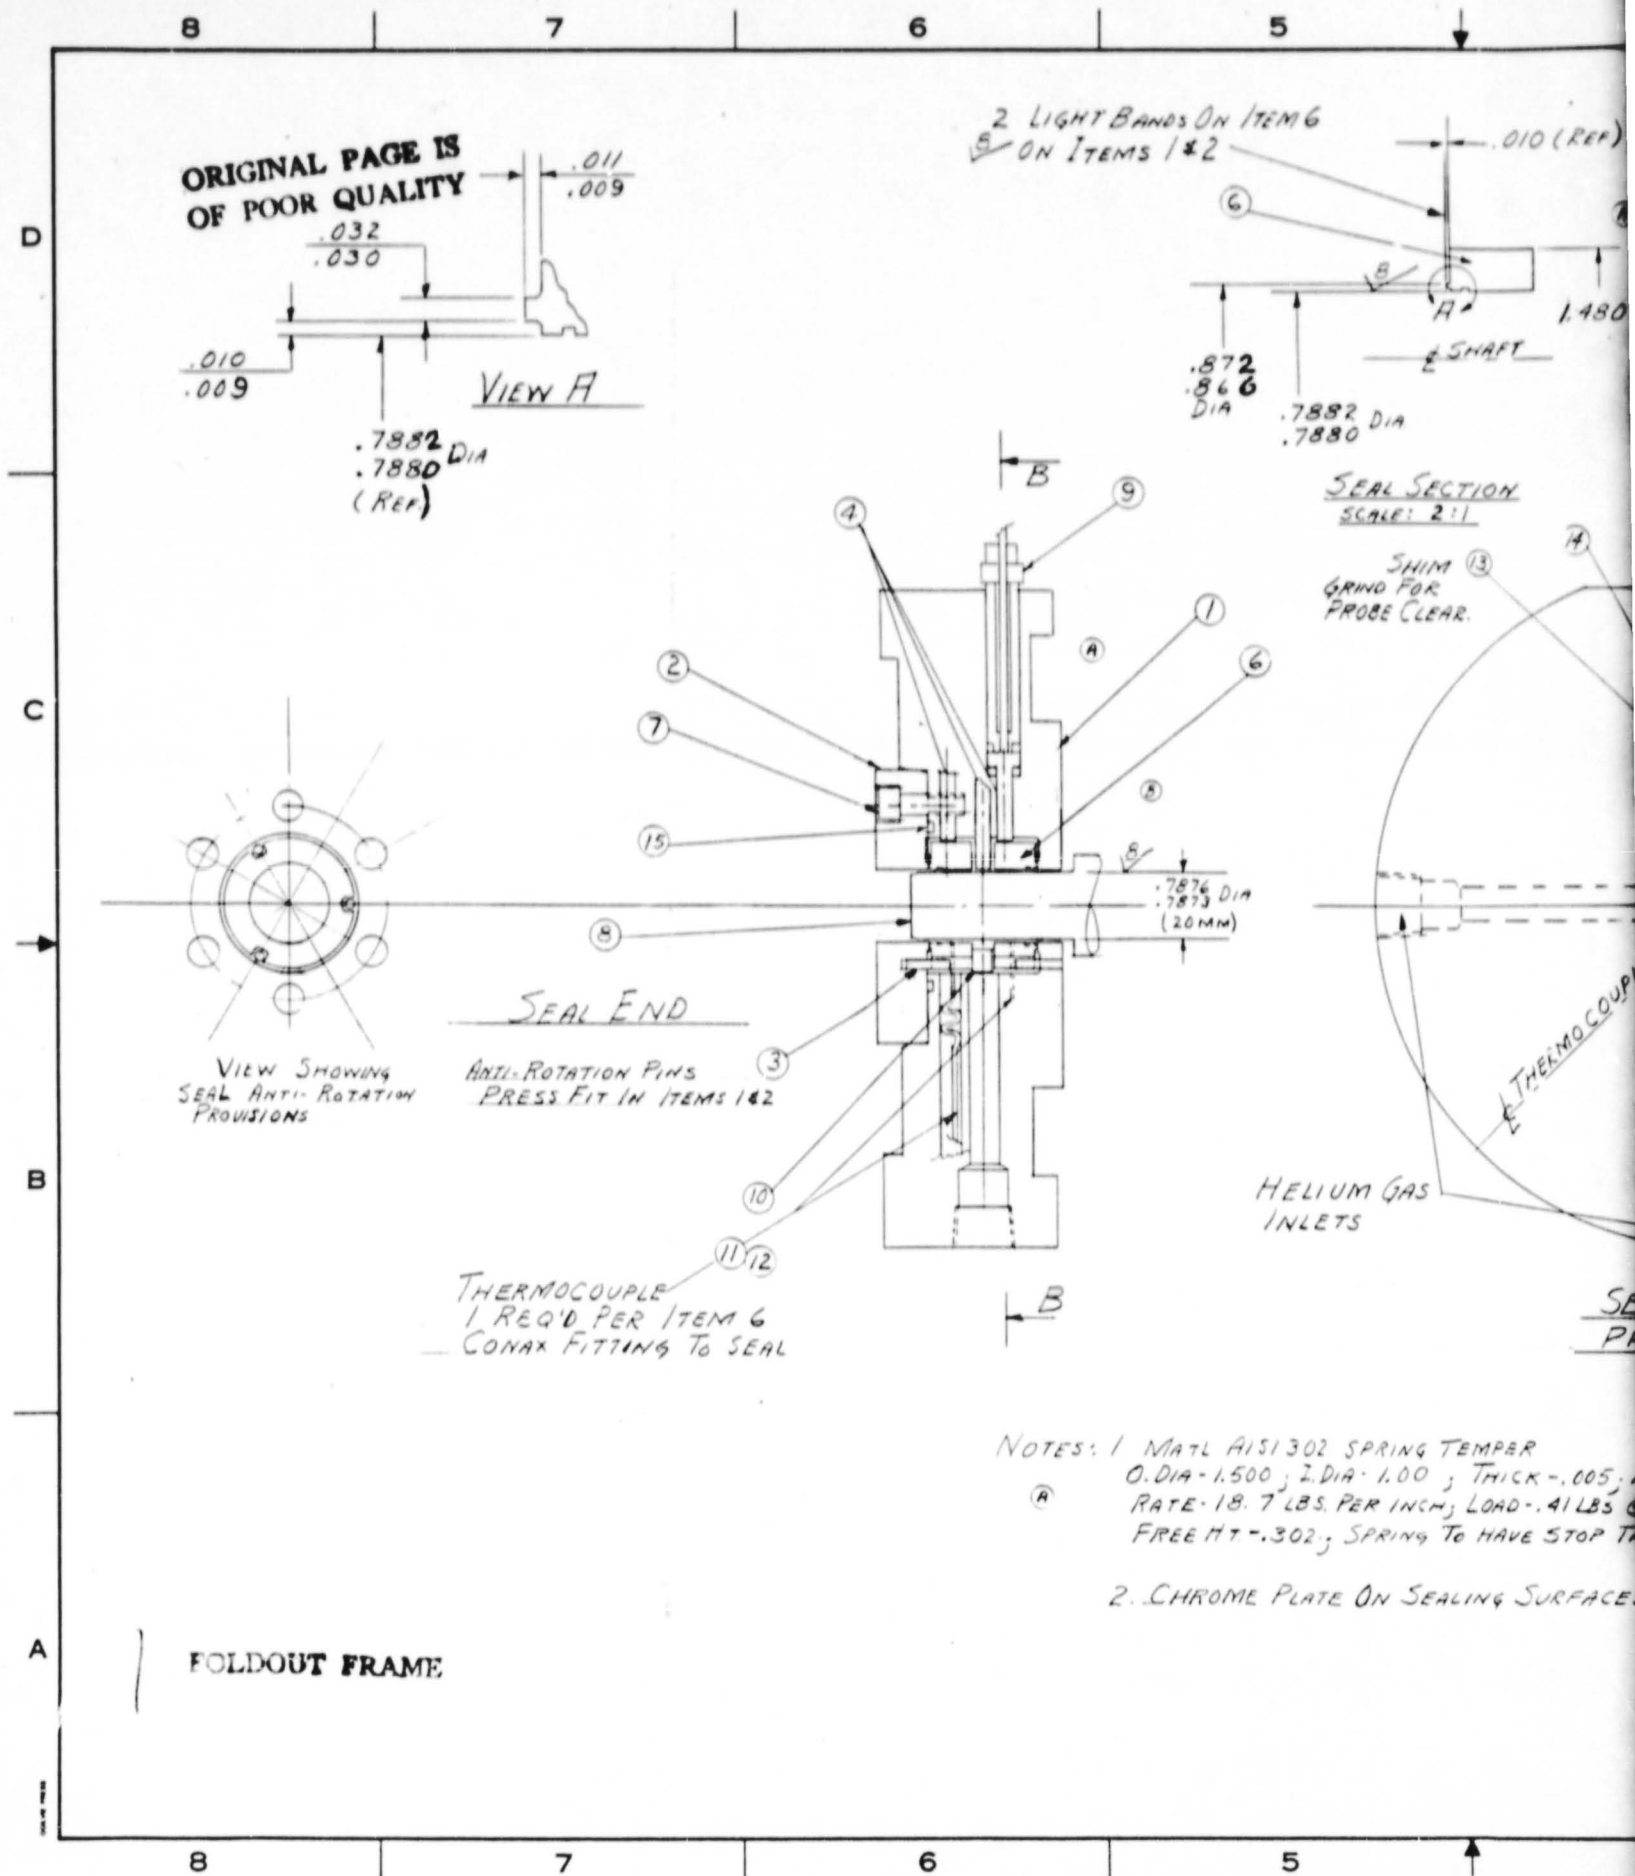 8 7 6 5
ORIGINAL PAGE IS
OF POOR QUALITY
.011
.009
.032
.030
.010
.009
.7882 DIA
.7880
(REF)
VIEW A
2 LIGHT BANDS ON ITEM 6
8 ON ITEMS 1&2
.010 (REF)
6
8
A
1.480
℄ SHAFT
.872
.866
DIA
.7882 DIA
.7880
SEAL SECTION
SCALE: 2:1
D
B
4
9
SHIM 13
GRIND FOR
PROBE CLEAR.
14
1
A
2
6
C
7
B
15
8
.7876 DIA
.7873
(20 MM)
8
SEAL END
VIEW SHOWING
SEAL ANTI-ROTATION
PROVISIONS
ANTI-ROTATION PINS
PRESS FIT IN ITEMS 1&2
3
℄ THERMOCOUPL
B
10
HELIUM GAS
INLETS
11 12
THERMOCOUPLE
1 REQ'D PER ITEM 6
CONAX FITTING TO SEAL
B
NOTES: 1 MATL AISI 302 SPRING TEMPER
O.DIA-1.500; I.DIA-1.00; THICK-.005;
A
RATE-18.7 LBS. PER INCH; LOAD-.41 LBS
FREE HT-.302; SPRING TO HAVE STOP
2. CHROME PLATE ON SEALING SURFACE
A
FOLDOUT FRAME
8 7 6 5